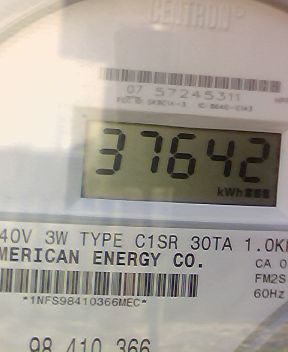 CENTRON®
07 57245311
37642
kWh
40V 3W TYPE C1SR 30TA 1.0K
MERICAN ENERGY CO.
CA 0
FM2S
*1NFS98410366MEC*
60Hz
98 410 366